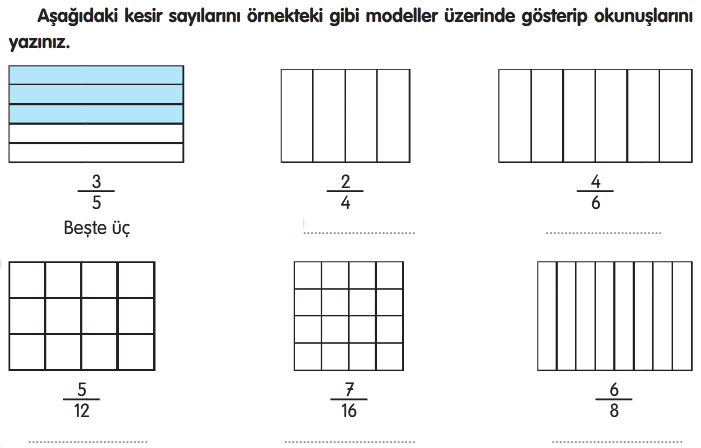 Aşağıdaki kesir sayılarını örnekteki gibi modeller üzerinde gösterip okunuşlarını
yazınız.
3/5 2/4 4/6
Beşte üç ........................ ........................
5/12 7/16 6/8
........................ ........................ ........................